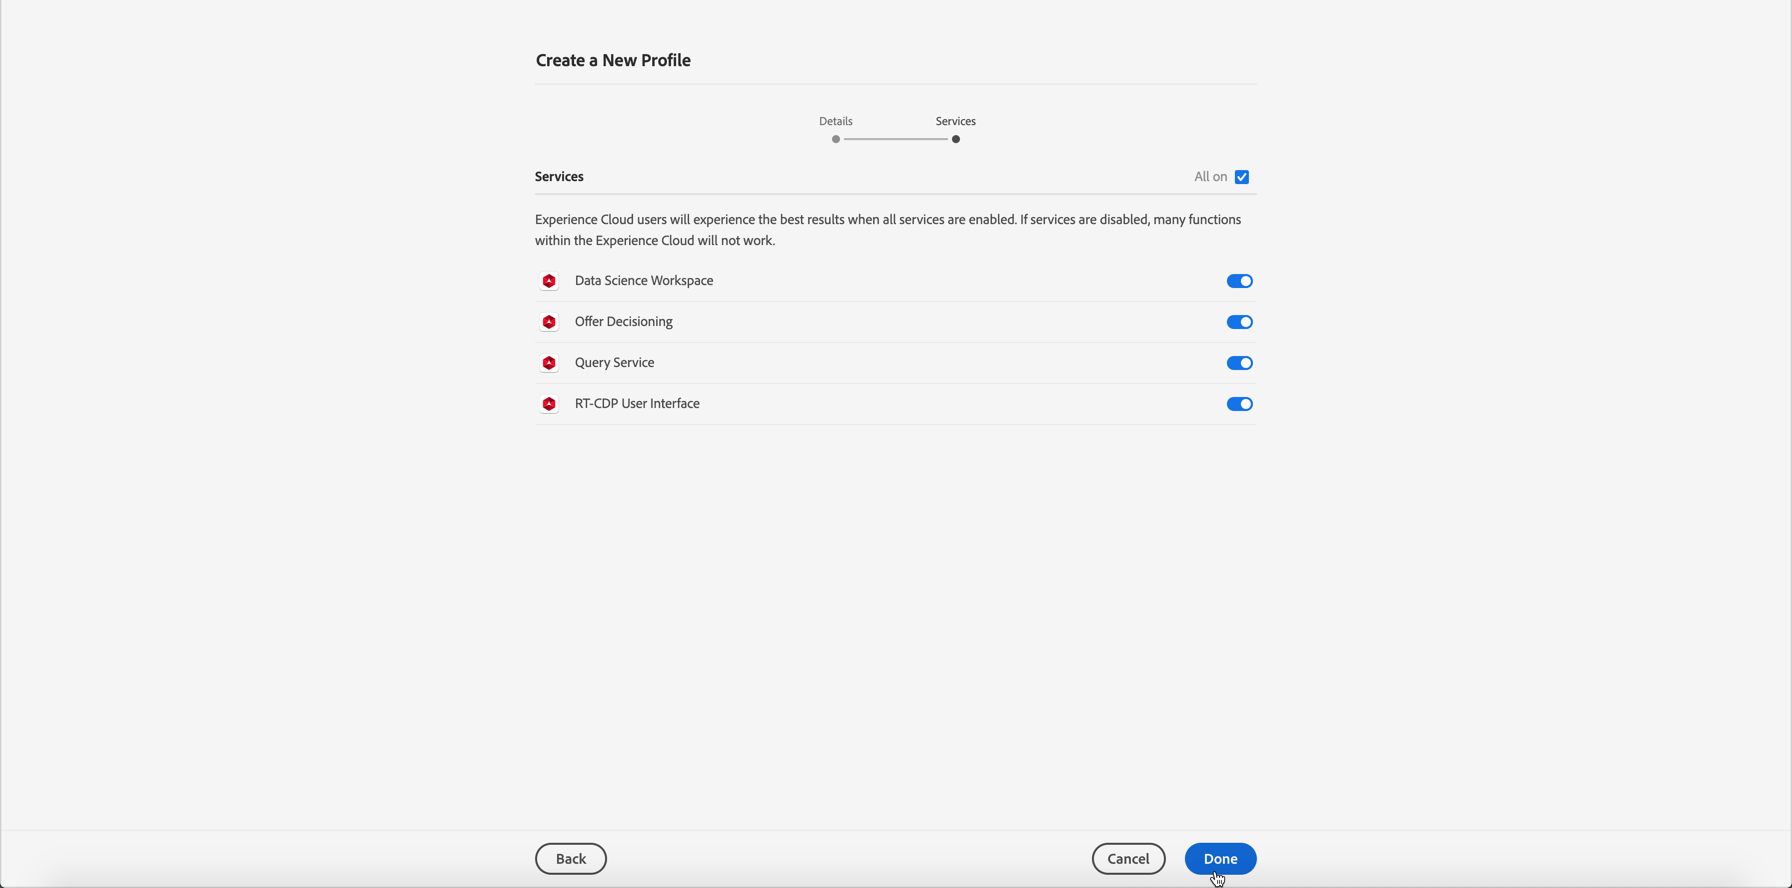 Create a New Profile
Details
Services
Services
All on
Experience Cloud users will experience the best results when all services are enabled. If services are disabled, many functions
within the Experience Cloud will not work.
Data Science Workspace
Offer Decisioning
Query Service
RT-CDP User Interface
Back
Cancel
Done